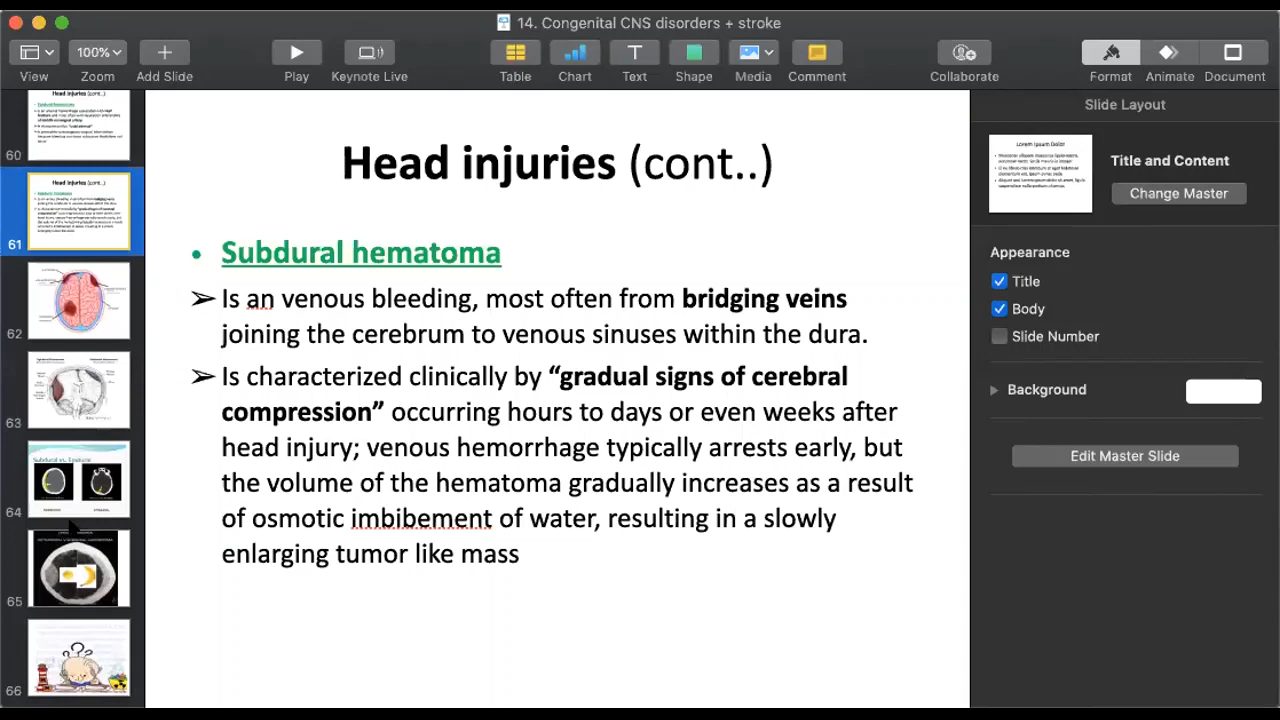 14. Congenital CNS disorders + stroke
100%
View
Zoom
Add Slide
Play
Keynote Live
Table
Chart
Text
Shape
Media
Comment
Collaborate
Format
Animate
Document
Head injuries (cont..)
60
Head injuries (cont..)
61
62
63
64
65
66
Head injuries (cont..)
• Subdural hematoma
➢ Is an venous bleeding, most often from bridging veins
joining the cerebrum to venous sinuses within the dura.
➢ Is characterized clinically by “gradual signs of cerebral
compression” occurring hours to days or even weeks after
head injury; venous hemorrhage typically arrests early, but
the volume of the hematoma gradually increases as a result
of osmotic imbibement of water, resulting in a slowly
enlarging tumor like mass
Slide Layout
Title and Content
Change Master
Appearance
Title
Body
Slide Number
Background
Edit Master Slide